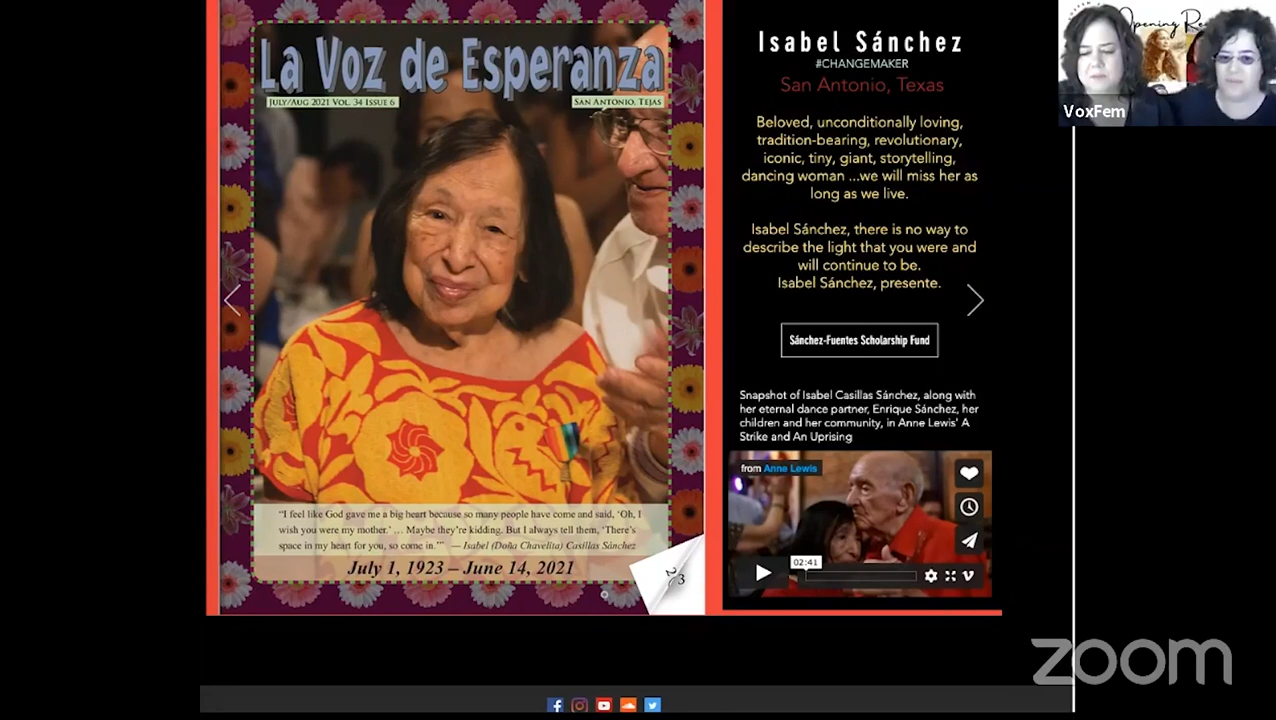 La Voz de Esperanza
JULY/AUG 2021 VOL. 34 ISSUE 6
SAN ANTONIO, TEJAS
“I feel like God gave me a big heart because so many people have come and said, ‘Oh, I
wish you were my mother.’ … Maybe they’re kidding. But I always tell them, ‘There’s
space in my heart for you, so come in.’” — Isabel (Doña Chavelita) Casillas Sánchez
July 1, 1923 – June 14, 2021
Isabel Sánchez
#CHANGEMAKER
San Antonio, Texas
Beloved, unconditionally loving,
tradition-bearing, revolutionary,
iconic, tiny, giant, storytelling,
dancing woman ...we will miss her as
long as we live.
Isabel Sánchez, there is no way to
describe the light that you were and
will continue to be.
Isabel Sánchez, presente.
Sánchez-Fuentes Scholarship Fund
Snapshot of Isabel Casillas Sánchez, along with
her eternal dance partner, Enrique Sánchez, her
children and her community, in Anne Lewis’ A
Strike and An Uprising
from Anne Lewis
02:41
Opening Re
VoxFem
zoom